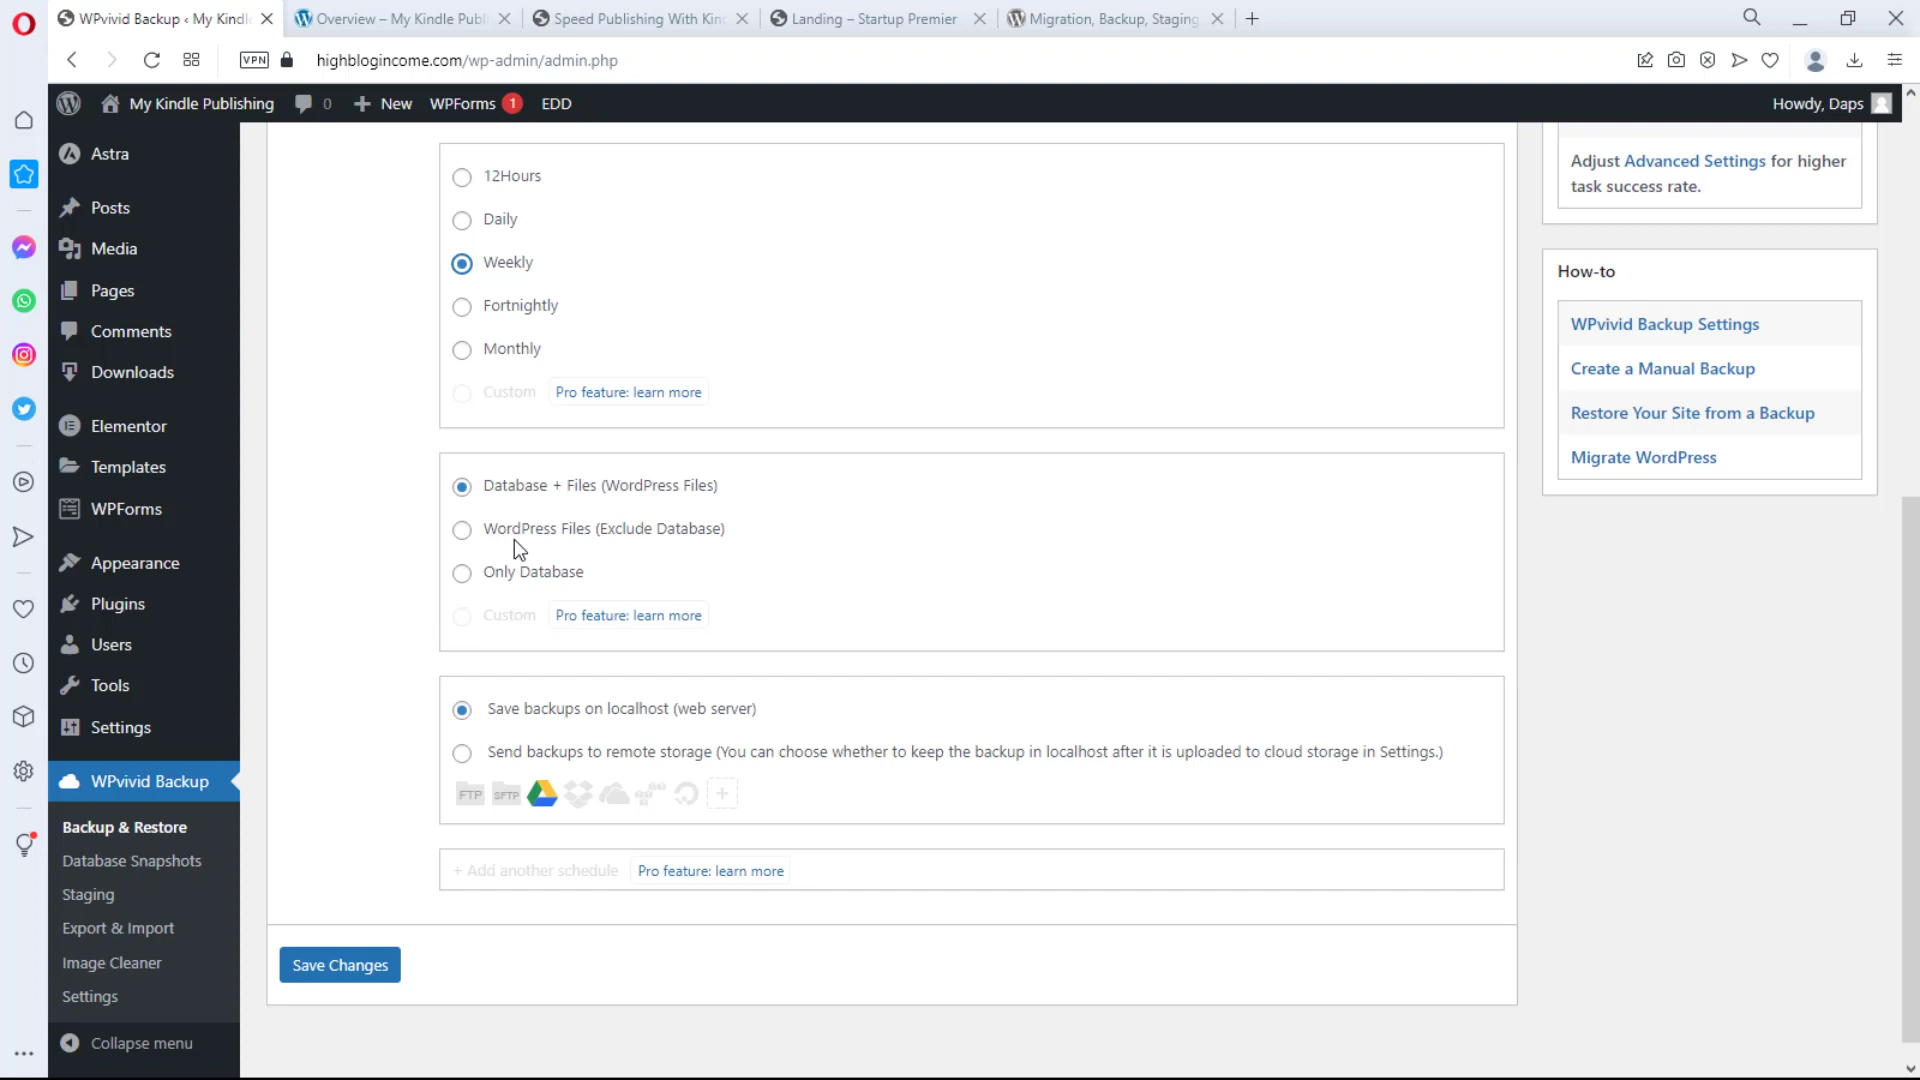 WPvivid Backup ‹ My Kindl
Overview – My Kindle Publ
Speed Publishing With Kin
Landing – Startup Premier
Migration, Backup, Staging
VPN
highblogincome.com/wp-admin/admin.php
My Kindle Publishing
0
New
WPForms 1
EDD
Howdy, Daps
Astra
Posts
Media
Pages
Comments
Downloads
Elementor
Templates
WPForms
Appearance
Plugins
Users
Tools
Settings
WPvivid Backup
Backup & Restore
Database Snapshots
Staging
Export & Import
Image Cleaner
Settings
Collapse menu
12Hours
Daily
Weekly
Fortnightly
Monthly
Custom Pro feature: learn more
Database + Files (WordPress Files)
WordPress Files (Exclude Database)
Only Database
Custom Pro feature: learn more
Save backups on localhost (web server)
Send backups to remote storage (You can choose whether to keep the backup in localhost after it is uploaded to cloud storage in Settings.)
FTP SFTP
+ Add another schedule Pro feature: learn more
Save Changes
Adjust Advanced Settings for higher
task success rate.
How-to
WPvivid Backup Settings
Create a Manual Backup
Restore Your Site from a Backup
Migrate WordPress